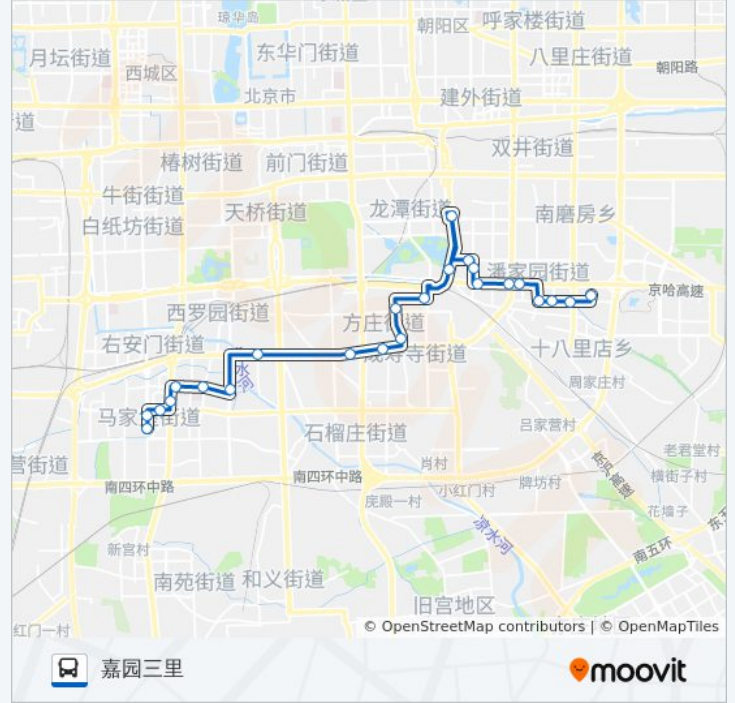 琼华岛
朝阳区
呼家楼街道
月坛街道
东华门街道
八里庄街道
西城区
朝阳路
北京市
建外街道
道
椿树街道
前门街道
双井街道
牛街街道
天桥街道
龙潭街道
南磨房乡
白纸坊街道
潘家园街道
京哈高速
西罗园街道
方庄街道
右安门街道
成寿寺街道
十八里店乡
水河
周家庄村
马家堡街道
石榴庄街道
吕家营村
老君堂村
营街道
肖村
京滨高速
横街子村
南四环中路
南四环中路
小红门村
牌坊村
庑殿一村
花墙子
凉水河
东五
新宫村
南五环
南苑街道
和义街道
旧宫地区
红门一村
© OpenStreetMap contributors | © OpenMapTiles
嘉园三里
moovit